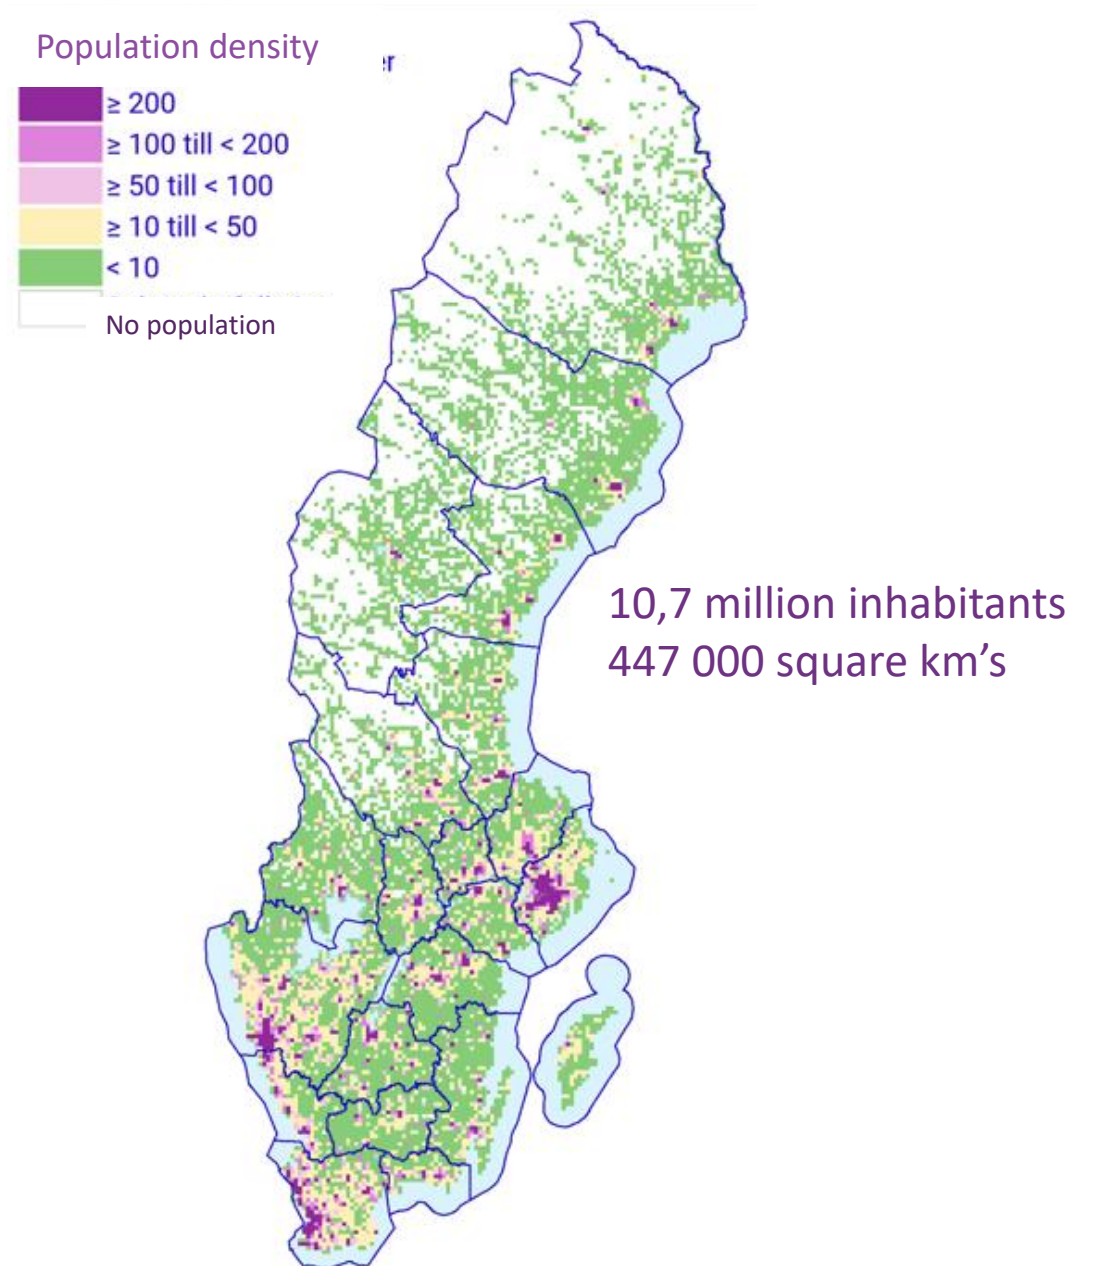 Population density
er
≥ 200
≥ 100 till < 200
≥ 50 till < 100
≥ 10 till < 50
< 10
No population
10,7 million inhabitants
447 000 square km’s